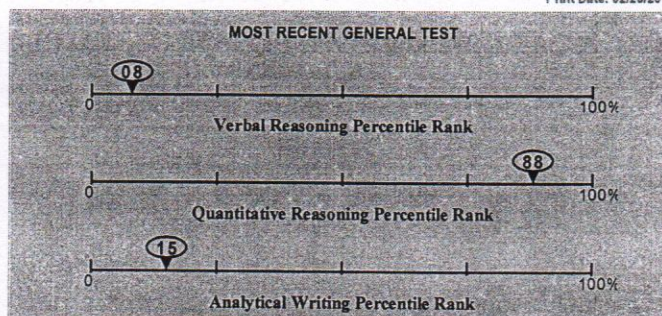 MOST RECENT GENERAL TEST
08
0 100%
Verbal Reasoning Percentile Rank
88
0 100%
Quantitative Reasoning Percentile Rank
15
0 100%
Analytical Writing Percentile Rank